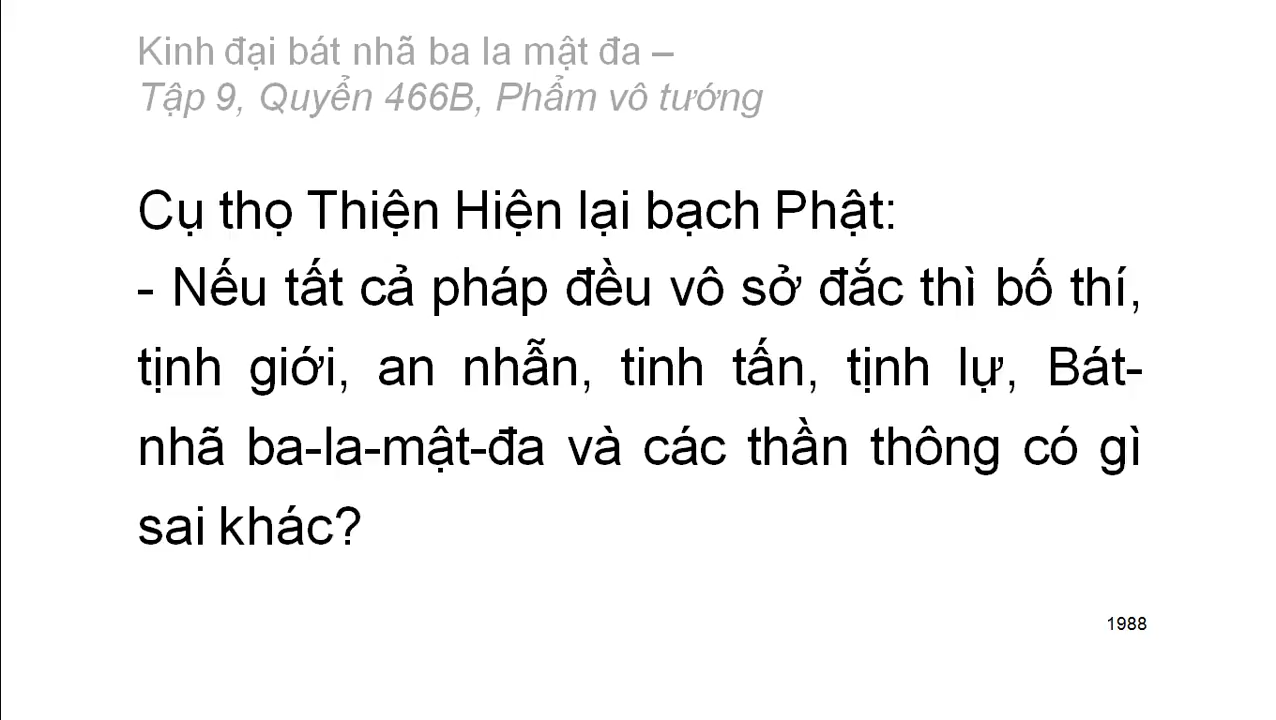 Kinh đại bát nhã ba la mật đa –
Tập 9, Quyển 466B, Phẩm vô tướng
Cụ thọ Thiện Hiện lại bạch Phật:
- Nếu tất cả pháp đều vô sở đắc thì bố thí,
tịnh giới, an nhẫn, tinh tấn, tịnh lự, Bát-
nhã ba-la-mật-đa và các thần thông có gì
sai khác?
1988